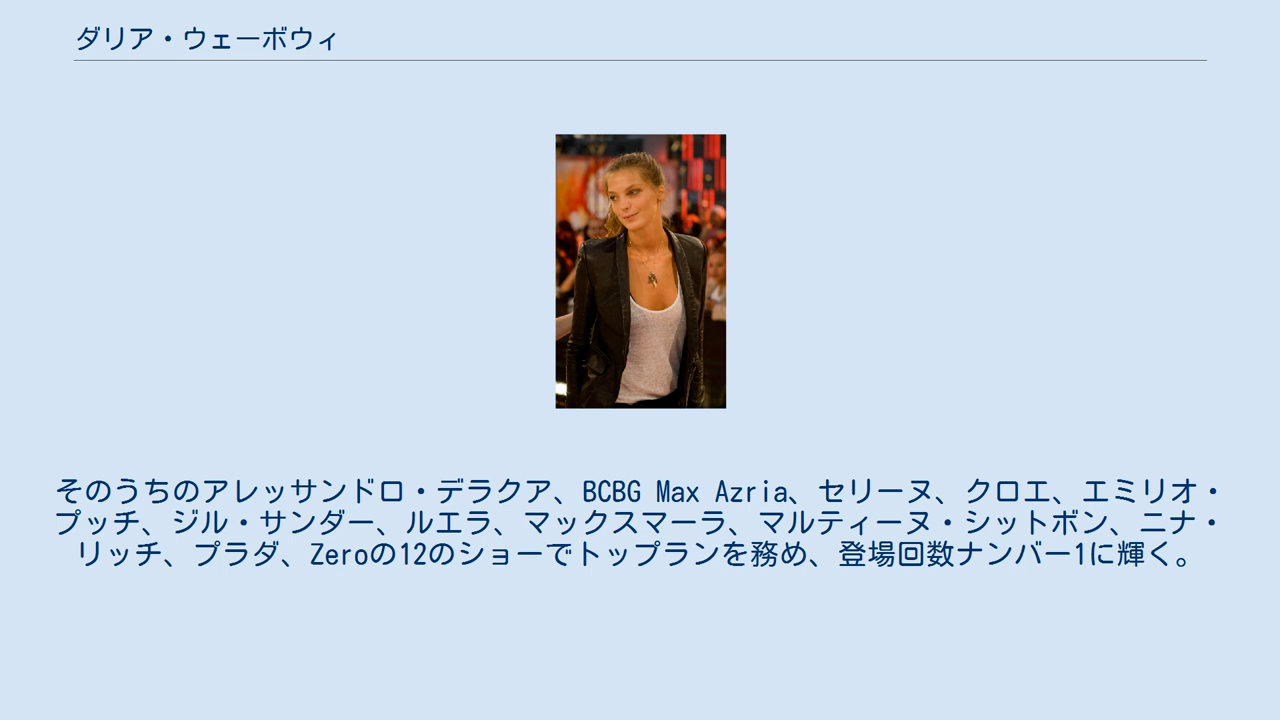 ダリア・ウェーボウィ
そのうちのアレッサンドロ・デラクア、BCBG Max Azria、セリーヌ、クロエ、エミリオ・
プッチ、ジル・サンダー、ルエラ、マックスマーラ、マルティーヌ・シットボン、ニナ・
リッチ、プラダ、Zeroの12のショーでトップランを務め、登場回数ナンバー1に輝く。